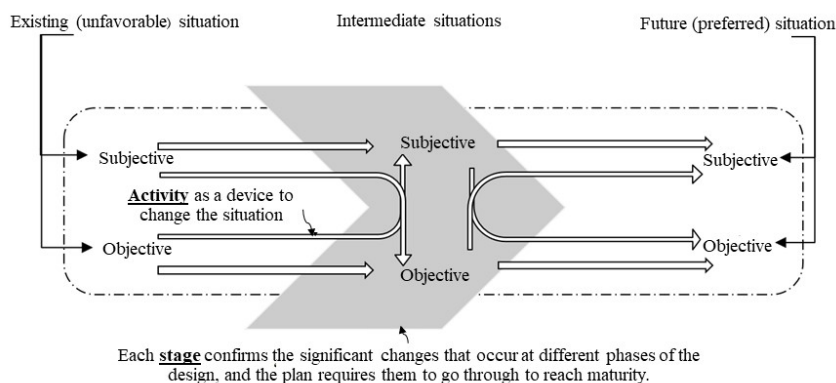 Existing (unfavorable) situation
Intermediate situations
Future (preferred) situation
Subjective
Subjective
Subjective
Activity as a device to
change the situation
Objective
Objective
Objective
Each stage confirms the significant changes that occur at different phases of the
design, and the plan requires them to go through to reach maturity.